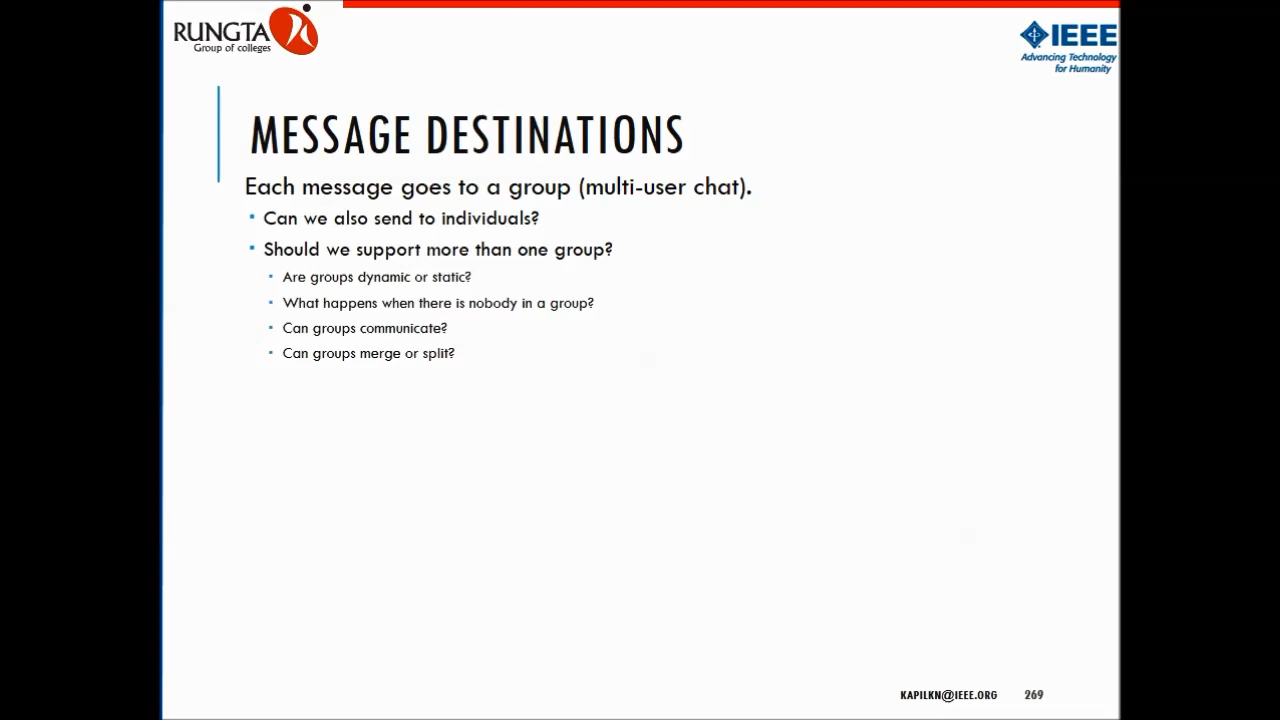 RUNGTA
Group of colleges
IEEE
Advancing Technology
for Humanity
MESSAGE DESTINATIONS
Each message goes to a group (multi-user chat).
▪ Can we also send to individuals?
▪ Should we support more than one group?
▪ Are groups dynamic or static?
▪ What happens when there is nobody in a group?
▪ Can groups communicate?
▪ Can groups merge or split?
KAPILKN@IEEE.ORG 269